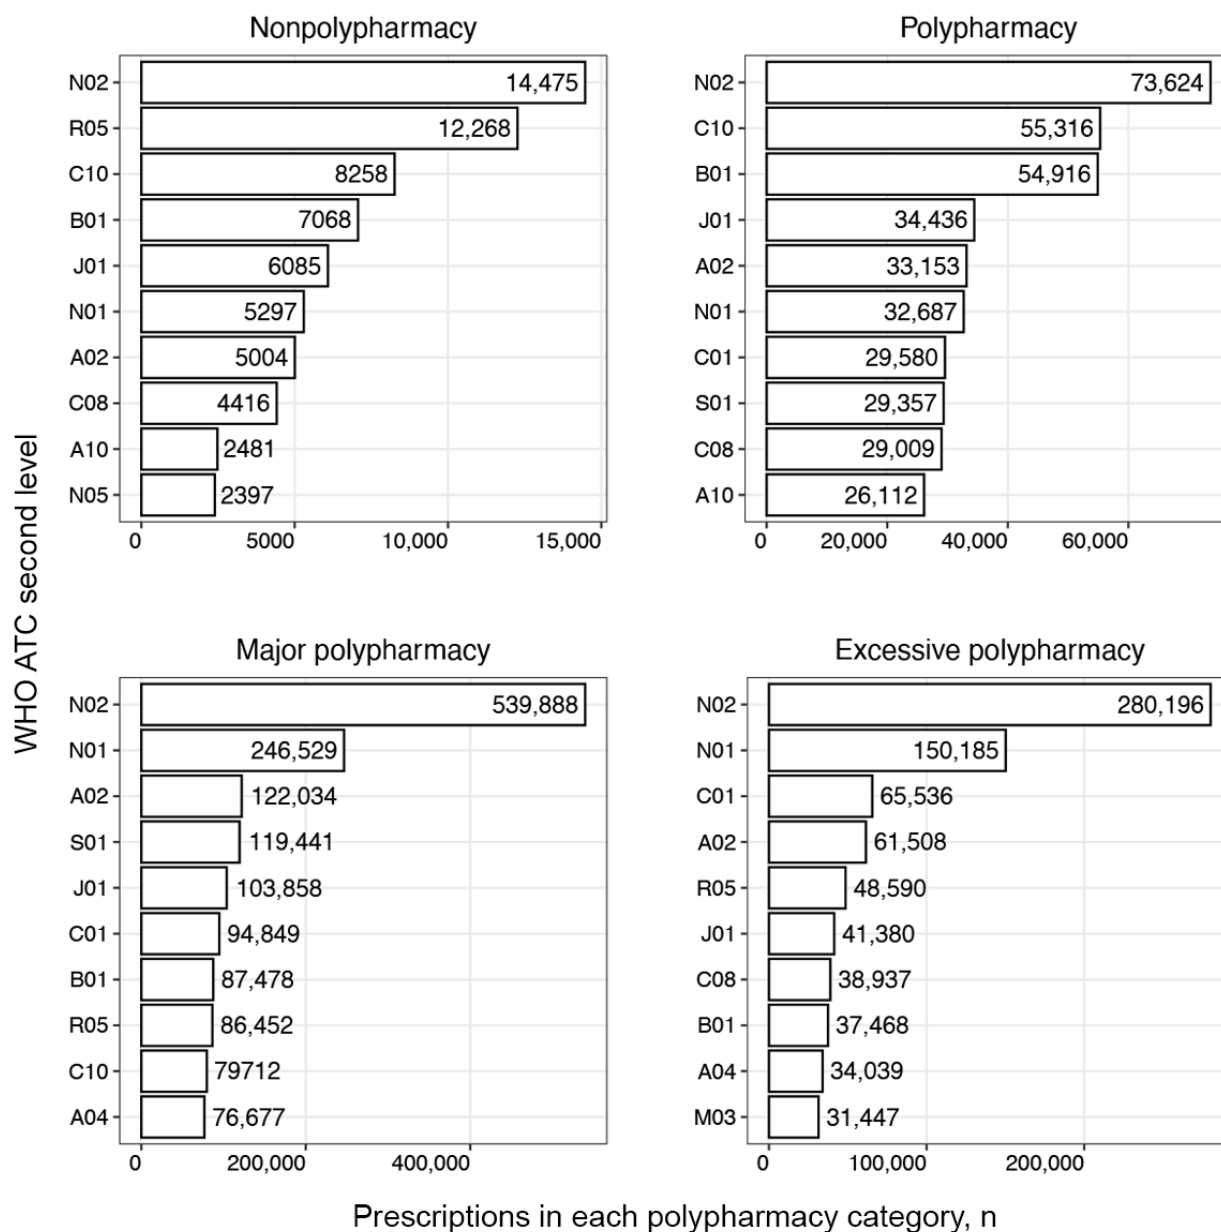 Nonpolypharmacy
N02 14,475
R05 12,268
C10 8258
B01 7068
J01 6085
N01 5297
A02 5004
C08 4416
A10 2481
N05 2397
0 5000 10,000 15,000
Polypharmacy
N02 73,624
C10 55,316
B01 54,916
J01 34,436
A02 33,153
N01 32,687
C01 29,580
S01 29,357
C08 29,009
A10 26,112
0 20,000 40,000 60,000
WHO ATC second level
Major polypharmacy
N02 539,888
N01 246,529
A02 122,034
S01 119,441
J01 103,858
C01 94,849
B01 87,478
R05 86,452
C10 79712
A04 76,677
0 200,000 400,000
Excessive polypharmacy
N02 280,196
N01 150,185
C01 65,536
A02 61,508
R05 48,590
J01 41,380
C08 38,937
B01 37,468
A04 34,039
M03 31,447
0 100,000 200,000
Prescriptions in each polypharmacy category, n